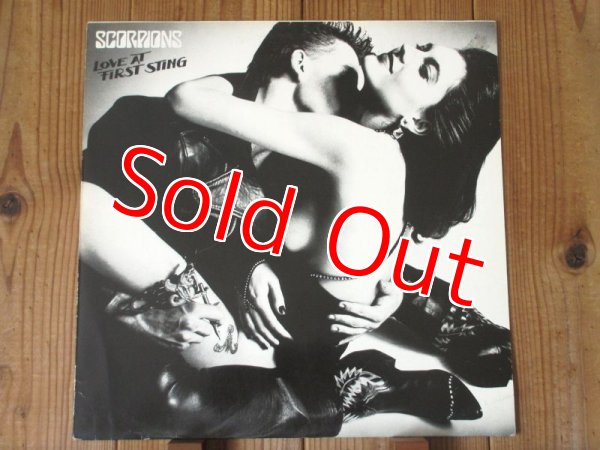 SCORPIONS
LOVE AT
FIRST STING
Sold Out